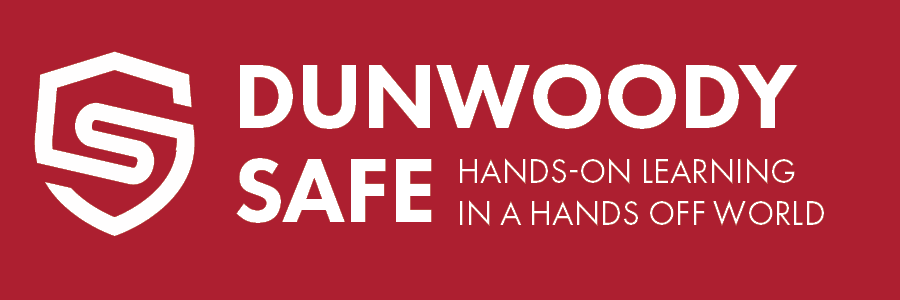 DUNWOODY
SAFE
HANDS-ON LEARNING
IN A HANDS OFF WORLD